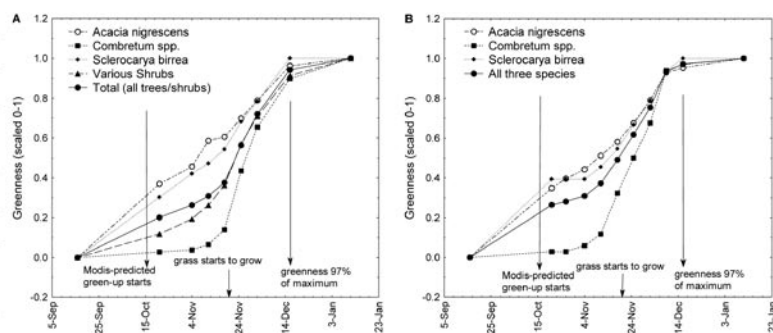 A
Acacia nigrescens
Combretum spp.
Sclerocarya birrea
Various Shrubs
Total (all trees/shrubs)
Greenness (scaled 0-1)
1.2
1.0
0.8
0.6
0.4
0.2
0.0
-0.2
Modis-predicted
green-up starts
grass starts to grow
greenness 97%
of maximum
5-Sep
25-Sep
15-Oct
4-Nov
24-Nov
14-Dec
3-Jan
23-Jan
B
Acacia nigrescens
Combretum spp.
Sclerocarya birrea
All three species
Greenness (scaled 0-1)
1.2
1.0
0.8
0.6
0.4
0.2
0.0
-0.2
Modis-predicted
green-up starts
grass starts to grow
greenness 97%
of maximum
5-Sep
25-Sep
15-Oct
4-Nov
24-Nov
14-Dec
3-Jan
23-Jan